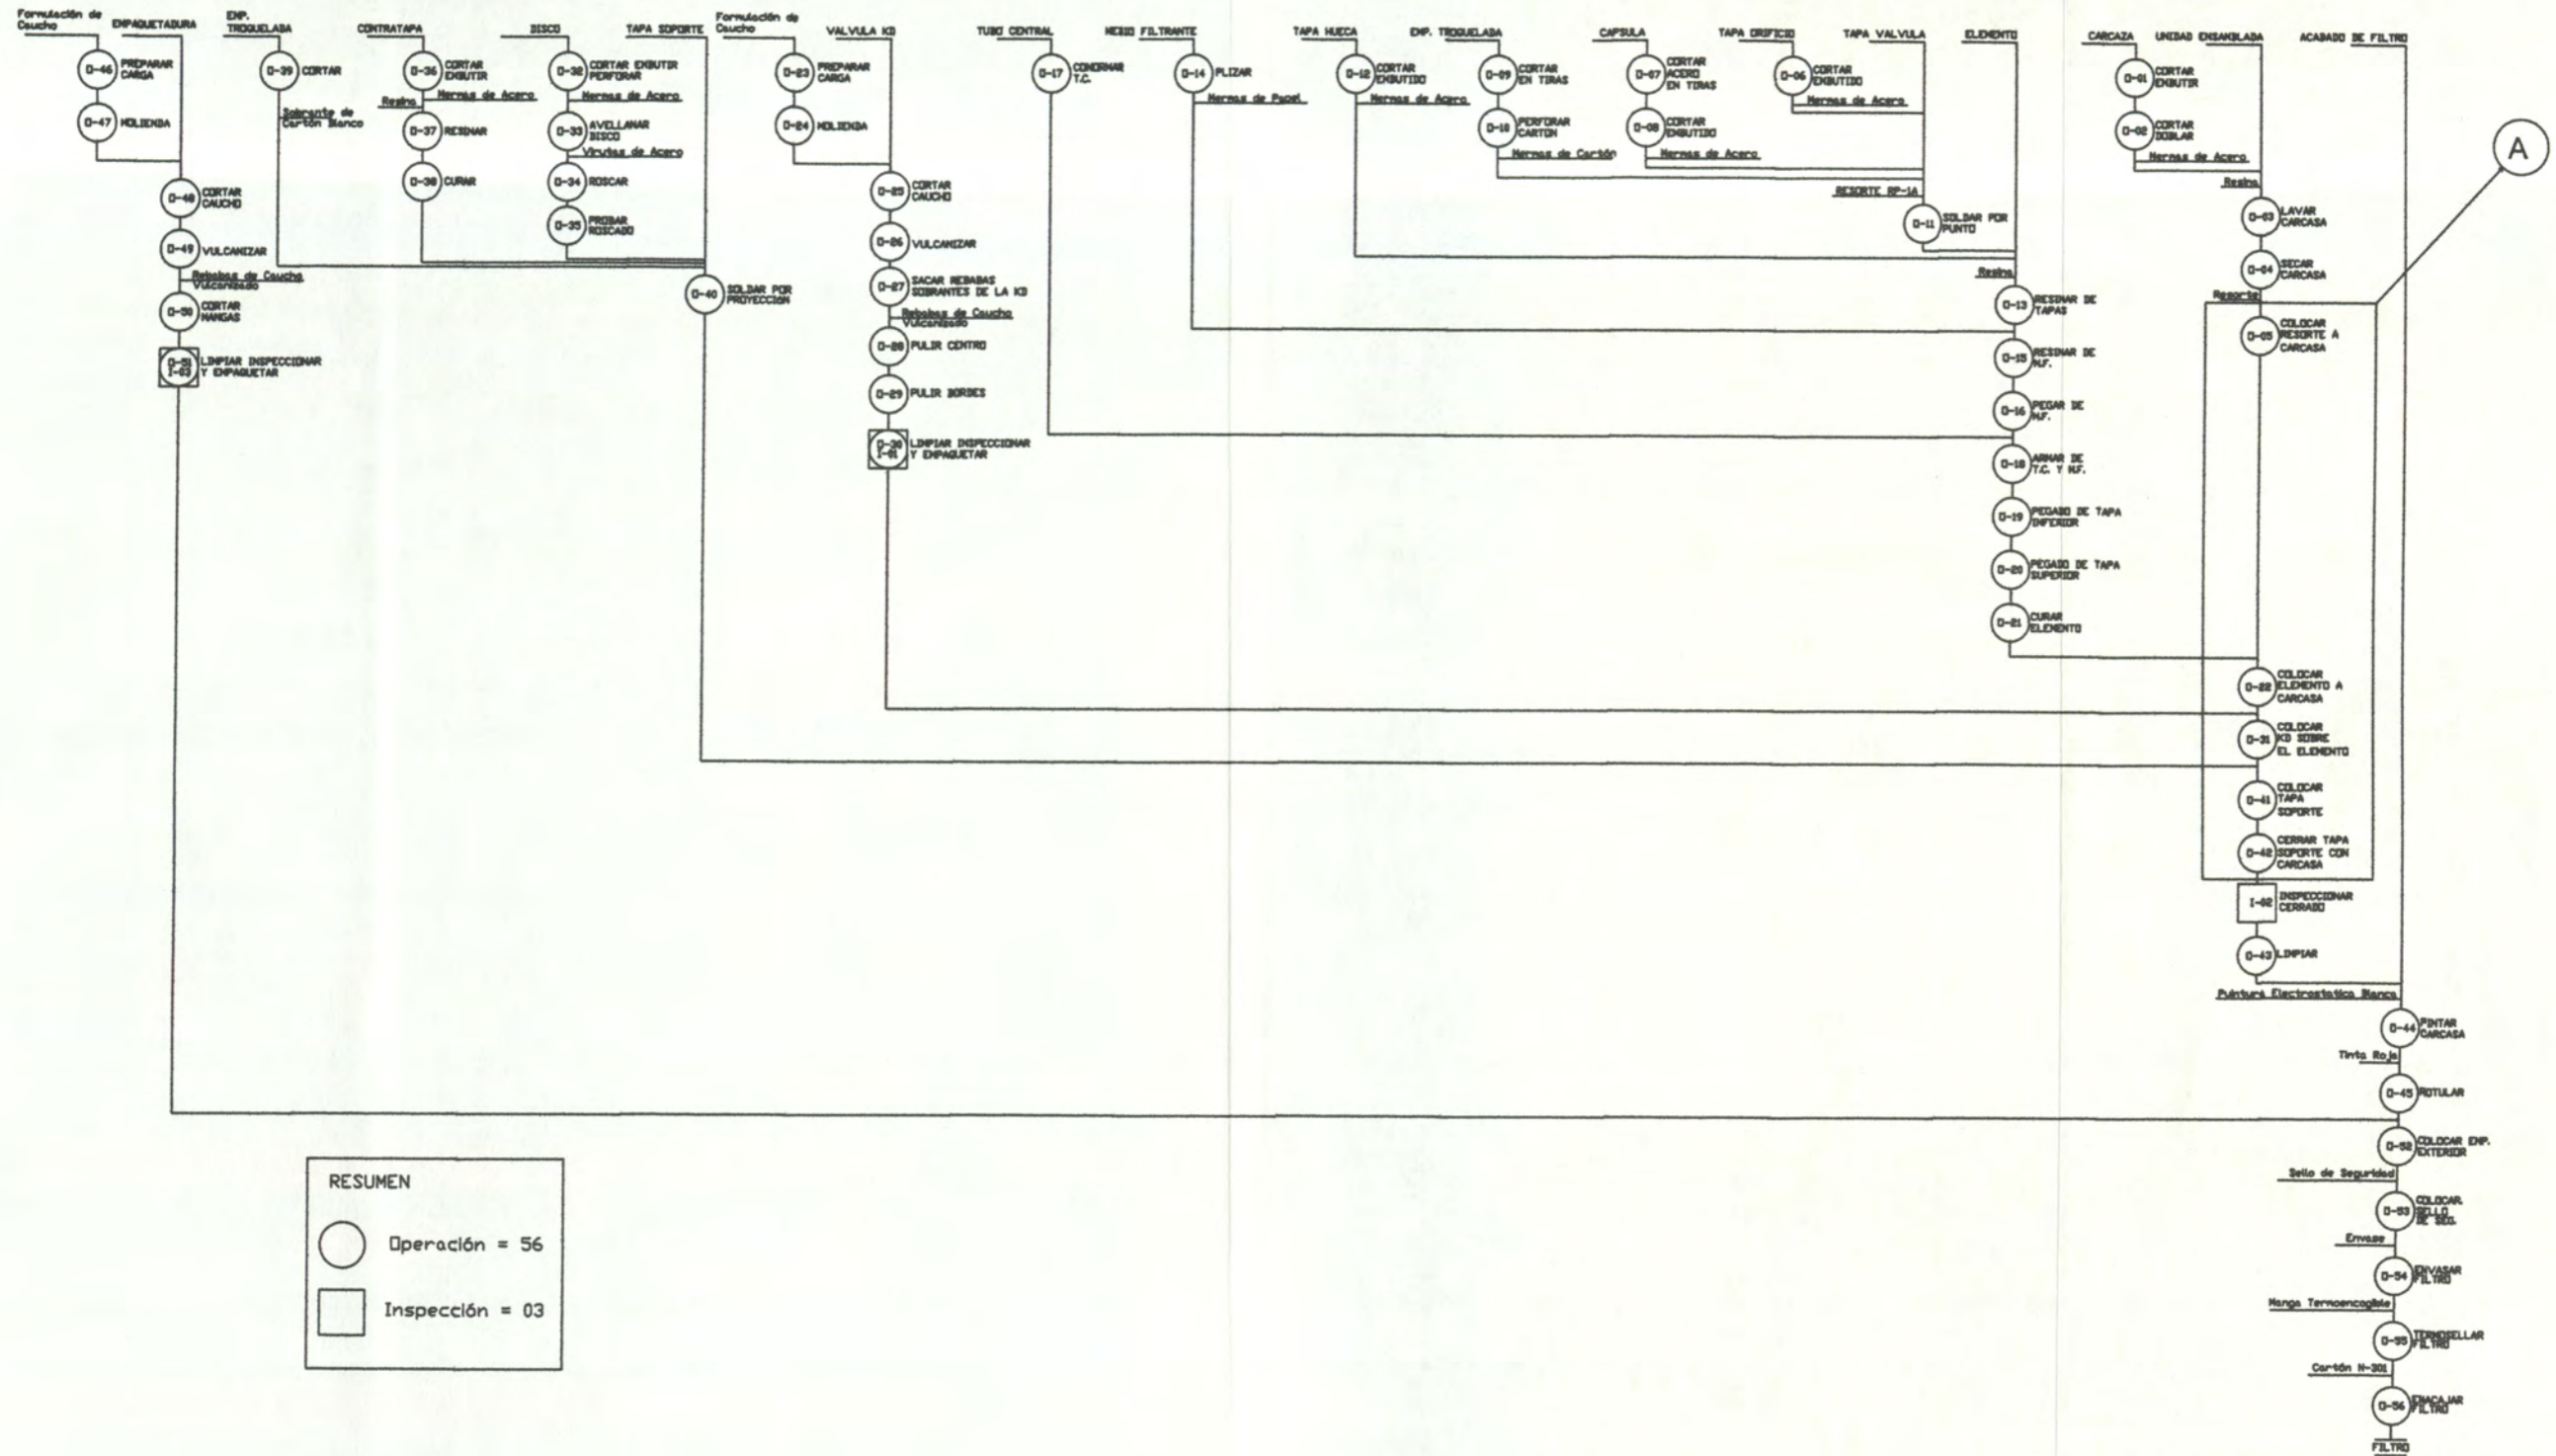 Formulación de
Caucho
EMPAQUETADURA
O-46 PREPARAR
CARGA
O-47 MOLIENDA
O-48 CORTAR
CAUCHO
O-49 VULCANIZAR
Rebabas de Caucho
Vulcanizado
O-50 CORTAR
MANGAS
O-51
I-03
LIMPIAR INSPECCIONAR
Y EMPAQUETAR
EMP.
TROQUELADA
O-39 CORTAR
Sobrante de
Cartón Blanco
CONTRATAPA
O-36 CORTAR
EMBUTIR
Mermas de Acero
Resina
O-37 RESINAR
O-38 CURAR
DISCO
O-32 CORTAR EMBUTIR
PERFORAR
Mermas de Acero
O-33 AVELLANAR
DISCO
Virutas de Acero
O-34 ROSCAR
O-35 PROBAR
ROSCADO
TAPA SOPORTE
O-40 SOLDAR POR
PROYECCION
Formulación de
Caucho
VALVULA KD
O-23 PREPARAR
CARGA
O-24 MOLIENDA
O-25 CORTAR
CAUCHO
O-26 VULCANIZAR
O-27 SACAR REBABAS
SOBRANTES DE LA KD
Rebabas de Caucho
Vulcanizado
O-28 PULIR CENTRO
O-29 PULIR BORDES
O-30
I-01
LIMPIAR INSPECCIONAR
Y EMPAQUETAR
TUBO CENTRAL
O-17 CONORMAR
T.C.
MEDIO FILTRANTE
O-14 PLIZAR
Mermas de Papel
TAPA HUECA
O-12 CORTAR
EMBUTIDO
Mermas de Acero
EMP. TROQUELADA
O-09 CORTAR
EN TIRAS
O-10 PERFORAR
CARTON
Mermas de Cartón
CAPSULA
O-07 CORTAR
ACERO
EN TIRAS
O-08 CORTAR
EMBUTIDO
Mermas de Acero
TAPA ORIFICIO
O-06 CORTAR
EMBUTIDO
Mermas de Acero
TAPA VALVULA
RESORTE RP-1A
O-11 SOLDAR POR
PUNTO
ELEMENTO
Resina
O-13 RESINAR DE
TAPAS
O-15 RESINAR DE
M.F.
O-16 PEGAR DE
M.F.
O-18 ARMAR DE
T.C. Y M.F.
O-19 PEGADO DE TAPA
INFERIOR
O-20 PEGADO DE TAPA
SUPERIOR
O-21 CURAR
ELEMENTO
CARCAZA
O-01 CORTAR
EMBUTIR
O-02 CORTAR
DOBLAR
Mermas de Acero
UNIDAD ENSAMBLADA
Resina
O-03 LAVAR
CARCASA
O-04 SECAR
CARCASA
Resorte
O-05 COLOCAR
RESORTE A
CARCASA
O-22 COLOCAR
ELEMENTO A
CARCASA
O-31 COLOCAR
KD SOBRE
EL ELEMENTO
O-41 COLOCAR
TAPA
SOPORTE
O-42 CERRAR TAPA
SOPORTE CON
CARCASA
I-02 INSPECCIONAR
CERRADO
O-43 LIMPIAR
ACABADO DE FILTRO
A
Puintura Electrostatica Blanca
O-44 PINTAR
CARCASA
Tinta Roja
O-45 ROTULAR
O-52 COLOCAR EMP.
EXTERIOR
Sello de Seguridad
O-53 COLOCAR
SELLO
DE SEG.
Envase
O-54 ENVASAR
FILTRO
Manga Termoencogible
O-55 TERMOSELLAR
FILTRO
Cartón N-301
O-56 ENACAJAR
FILTRO
FILTRO
RESUMEN
Operación = 56
Inspección = 03